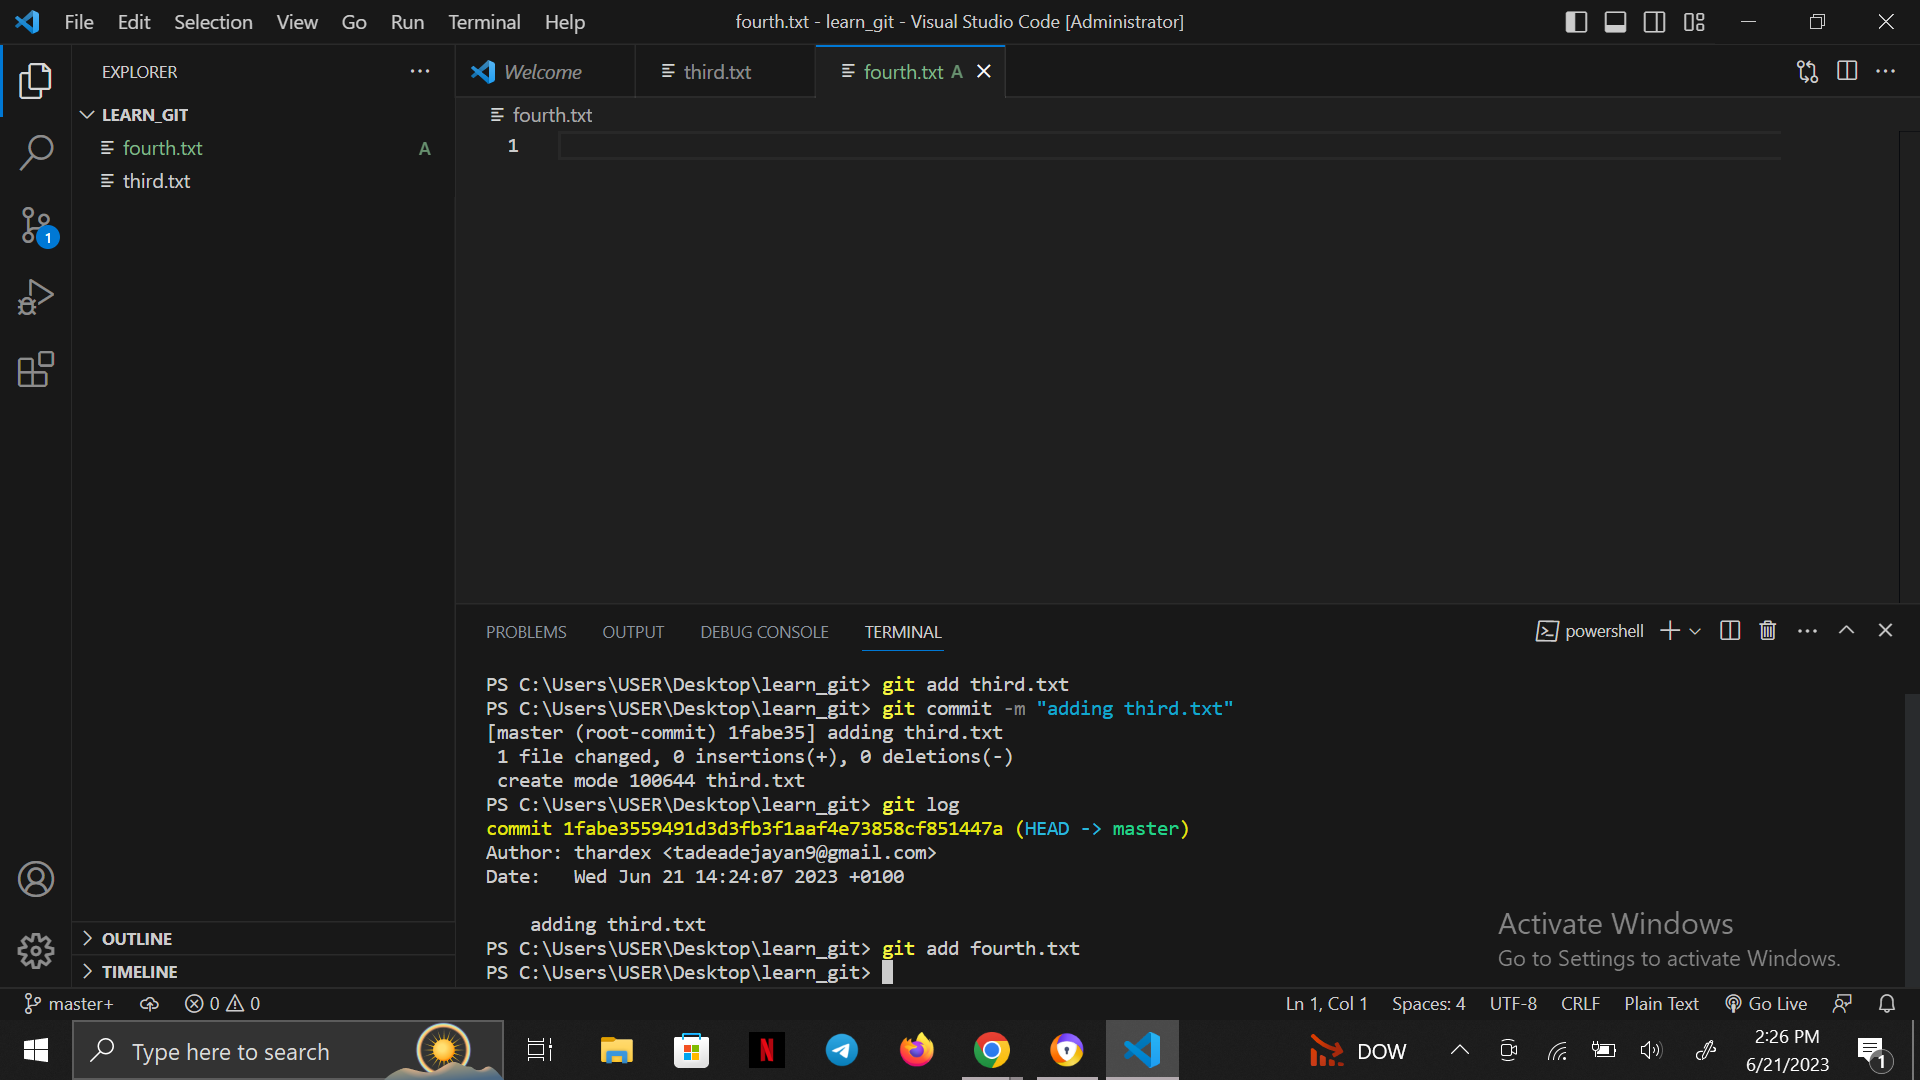 File Edit Selection View Go Run Terminal Help
fourth.txt - learn_git - Visual Studio Code [Administrator]
EXPLORER
Welcome
third.txt
fourth.txt A
LEARN_GIT
fourth.txt A
third.txt
1
fourth.txt
1
PROBLEMS OUTPUT DEBUG CONSOLE TERMINAL
powershell
PS C:\Users\USER\Desktop\learn_git> git add third.txt
PS C:\Users\USER\Desktop\learn_git> git commit -m "adding third.txt"
[master (root-commit) 1fabe35] adding third.txt
1 file changed, 0 insertions(+), 0 deletions(-)
create mode 100644 third.txt
PS C:\Users\USER\Desktop\learn_git> git log
commit 1fabe3559491d3d3fb3f1aaf4e73858cf851447a (HEAD -> master)
Author: thardex <tadeadejayan9@gmail.com>
Date:   Wed Jun 21 14:24:07 2023 +0100
adding third.txt
PS C:\Users\USER\Desktop\learn_git> git add fourth.txt
PS C:\Users\USER\Desktop\learn_git>
OUTLINE
TIMELINE
Activate Windows
Go to Settings to activate Windows.
master+ 0 0
Ln 1, Col 1 Spaces: 4 UTF-8 CRLF Plain Text Go Live
Type here to search
N
DOW
2:26 PM
6/21/2023
1